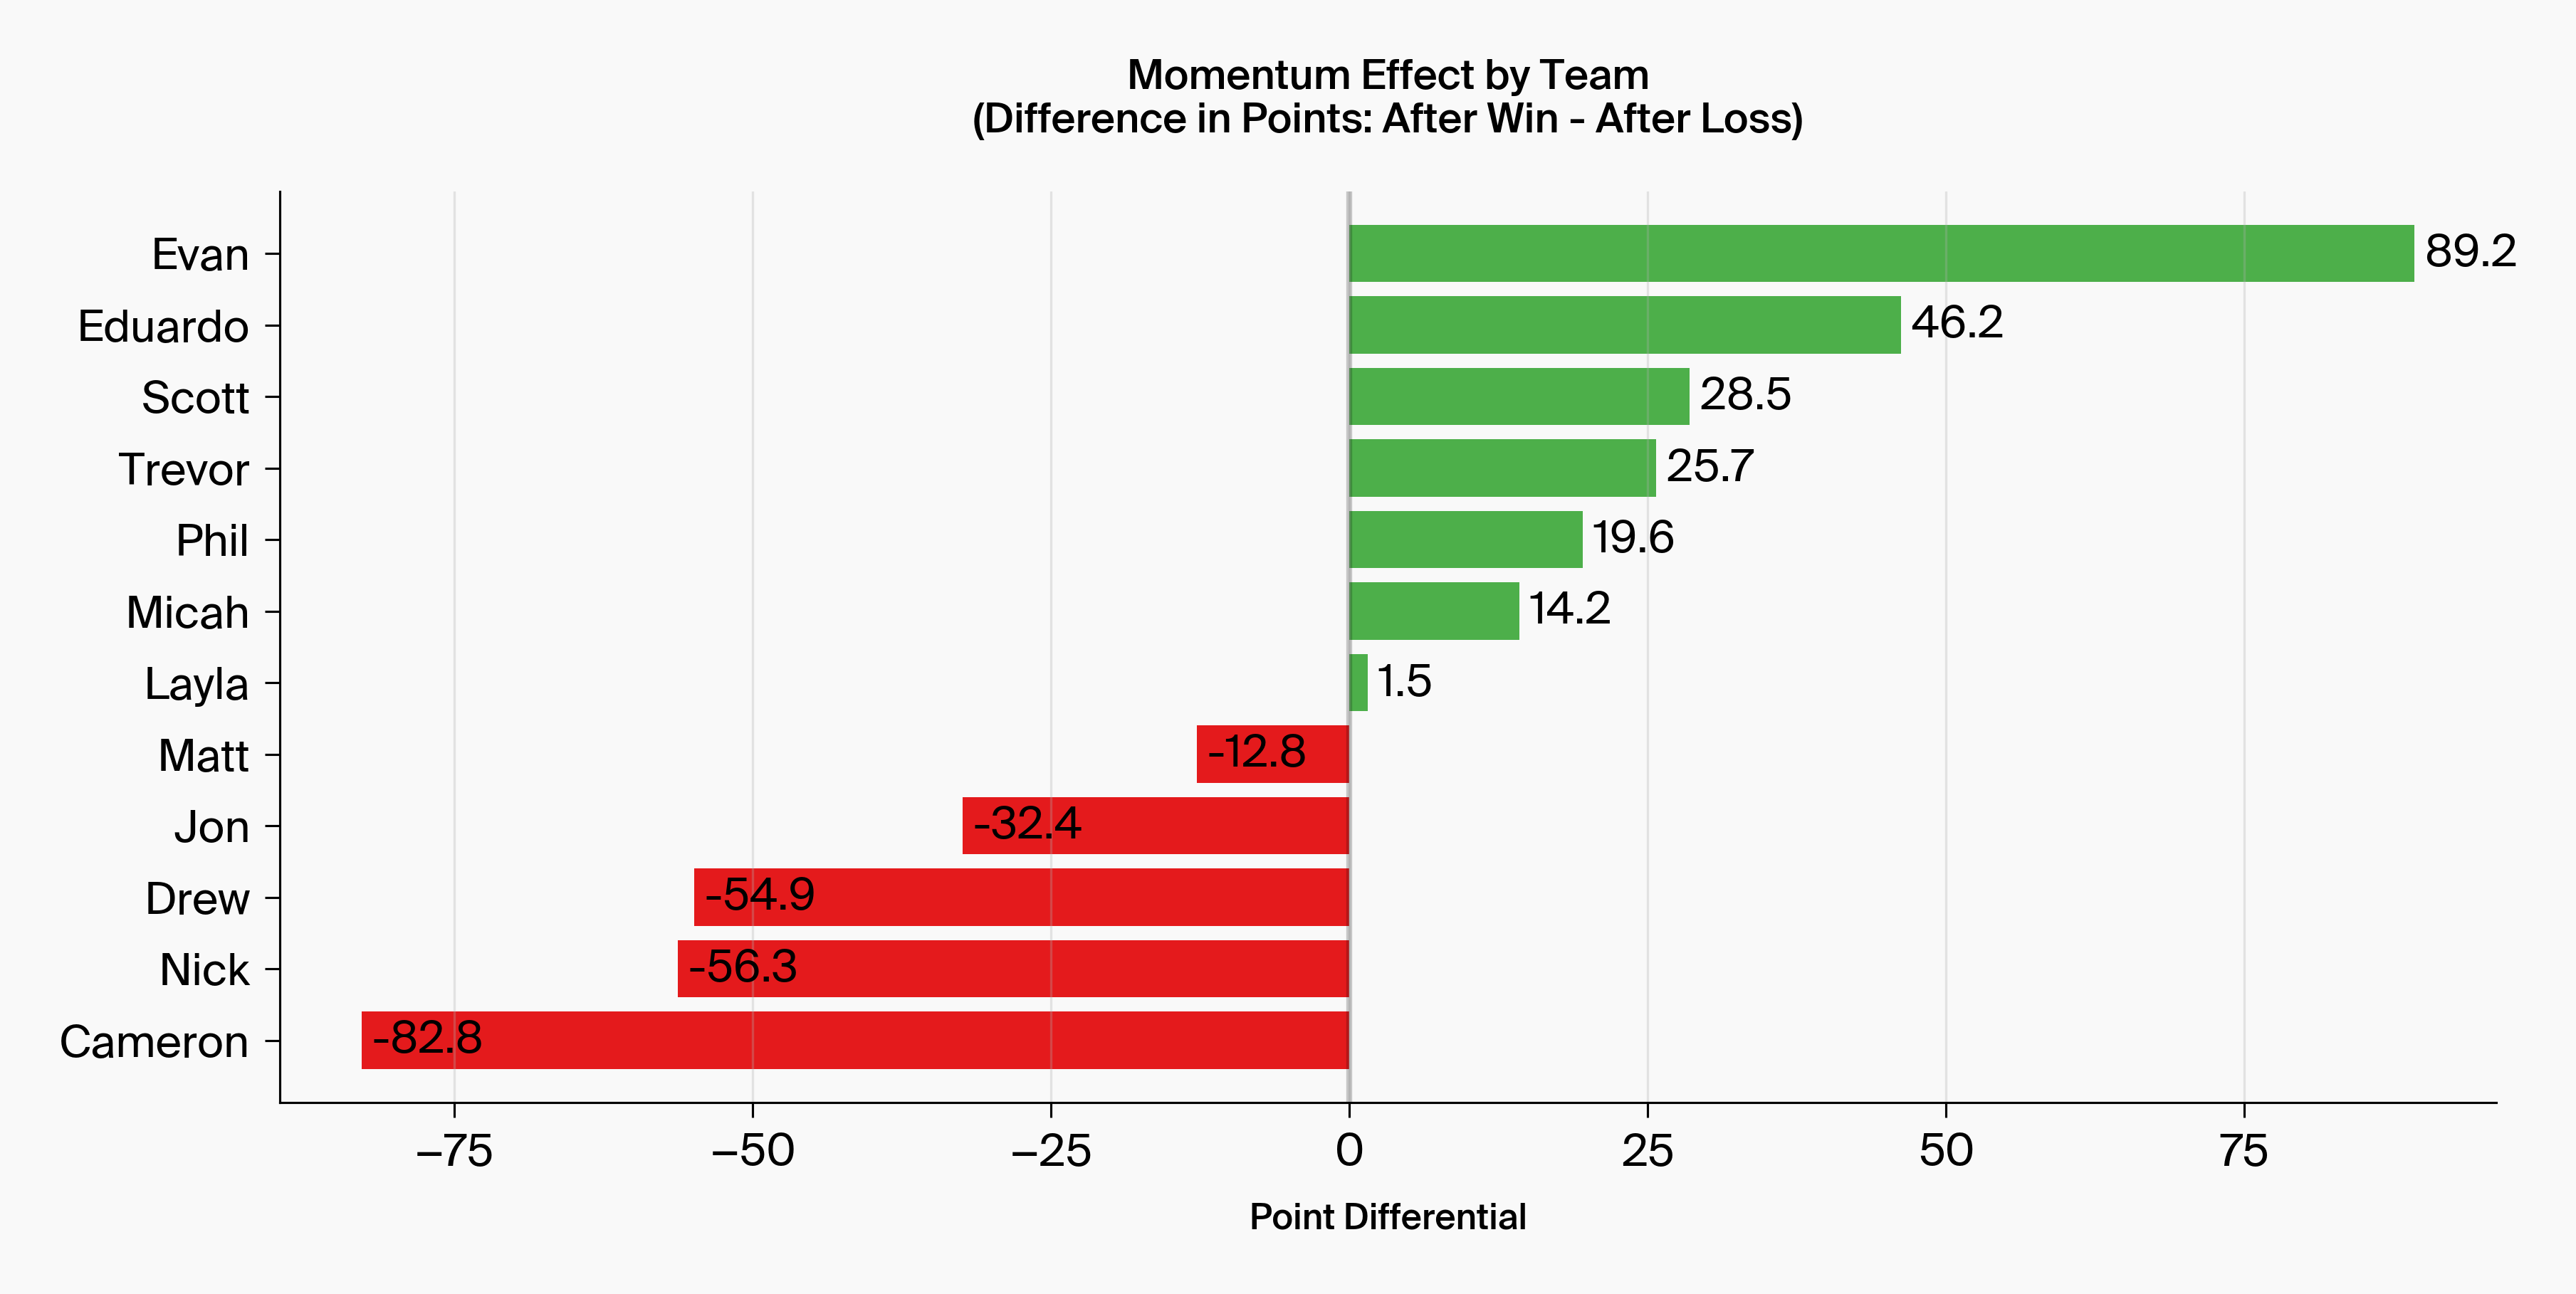 Momentum Effect by Team
(Difference in Points: After Win - After Loss)
Evan 89.2
Eduardo 46.2
Scott 28.5
Trevor 25.7
Phil 19.6
Micah 14.2
Layla 1.5
Matt -12.8
Jon -32.4
Drew -54.9
Nick -56.3
Cameron -82.8
−75 −50 −25 0 25 50 75
Point Differential